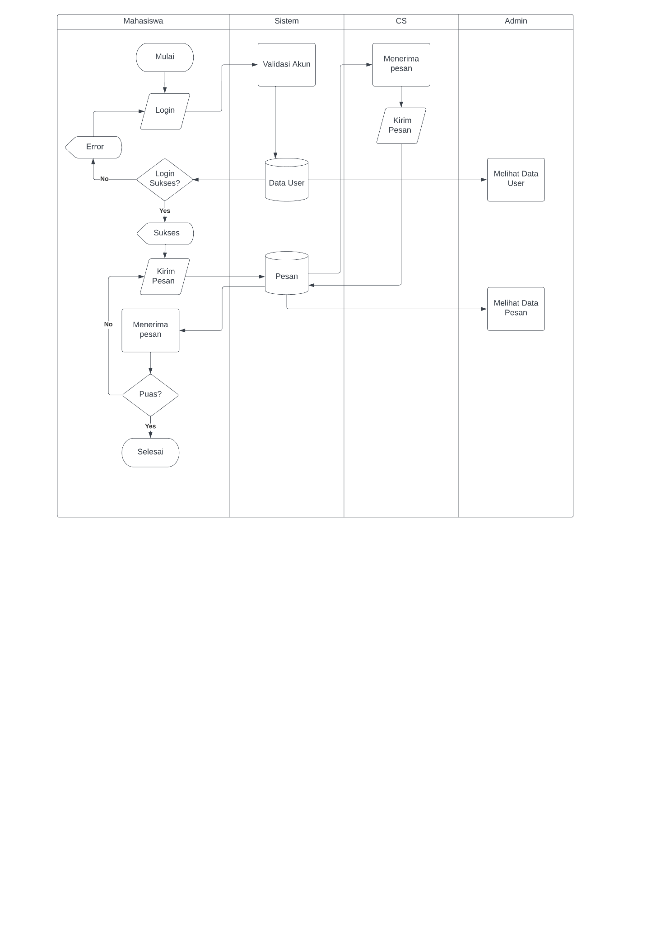 Mahasiswa
Sistem
CS
Admin
Mulai
Validasi Akun
Menerima
pesan
Login
Kirim
Pesan
Error
No
Login
Sukses?
Data User
Melihat Data
User
Yes
Sukses
Kirim
Pesan
Pesan
Melihat Data
Pesan
No
Menerima
pesan
Puas?
Yes
Selesai